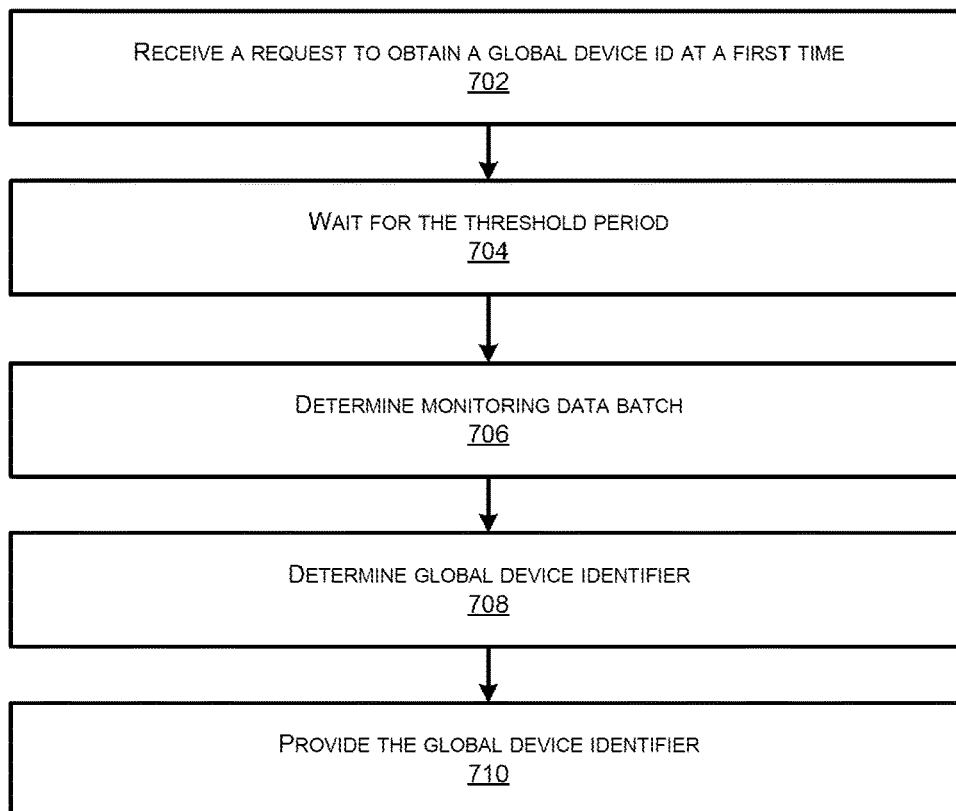 RECEIVE A REQUEST TO OBTAIN A GLOBAL DEVICE ID AT A FIRST TIME
702
WAIT FOR THE THRESHOLD PERIOD
704
DETERMINE MONITORING DATA BATCH
706
DETERMINE GLOBAL DEVICE IDENTIFIER
708
PROVIDE THE GLOBAL DEVICE IDENTIFIER
710